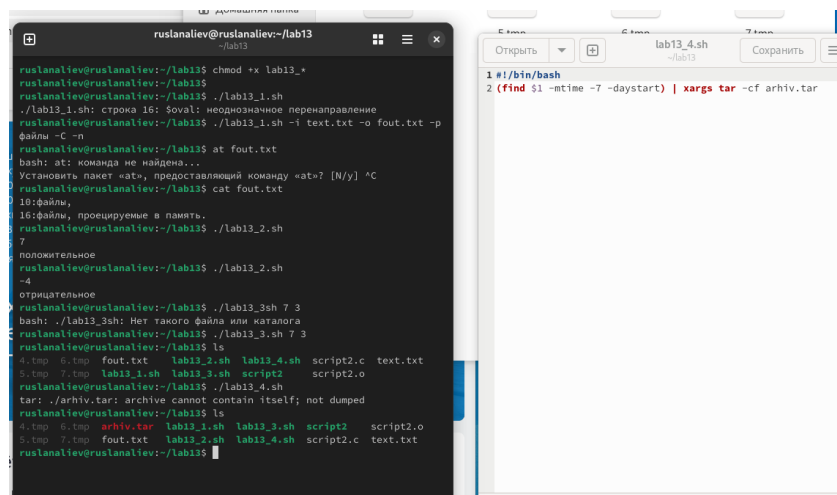 Домашняя папка
5.tmp 6.tmp 7.tmp
ruslanaliev@ruslanaliev:~/lab13
~/lab13
ruslanaliev@ruslanaliev:~/lab13$ chmod +x lab13_*
ruslanaliev@ruslanaliev:~/lab13$
ruslanaliev@ruslanaliev:~/lab13$ ./lab13_1.sh
./lab13_1.sh: строка 16: $oval: неоднозначное перенаправление
ruslanaliev@ruslanaliev:~/lab13$ ./lab13_1.sh -i text.txt -o fout.txt -p
файлы -C -n
ruslanaliev@ruslanaliev:~/lab13$ at fout.txt
bash: at: команда не найдена...
Установить пакет «at», предоставляющий команду «at»? [N/y] ^C
ruslanaliev@ruslanaliev:~/lab13$ cat fout.txt
10:файлы,
16:файлы, проецируемые в память.
ruslanaliev@ruslanaliev:~/lab13$ ./lab13_2.sh
7
положительное
ruslanaliev@ruslanaliev:~/lab13$ ./lab13_2.sh
-4
отрицательное
ruslanaliev@ruslanaliev:~/lab13$ ./lab13_3sh 7 3
bash: ./lab13_3sh: Нет такого файла или каталога
ruslanaliev@ruslanaliev:~/lab13$ ./lab13_3.sh 7 3
ruslanaliev@ruslanaliev:~/lab13$ ls
4.tmp 6.tmp fout.txt lab13_2.sh lab13_4.sh script2.c text.txt
5.tmp 7.tmp lab13_1.sh lab13_3.sh script2 script2.o
ruslanaliev@ruslanaliev:~/lab13$ ./lab13_4.sh
tar: ./arhiv.tar: archive cannot contain itself; not dumped
ruslanaliev@ruslanaliev:~/lab13$ ls
4.tmp 6.tmp arhiv.tar lab13_1.sh lab13_3.sh script2 script2.o
5.tmp 7.tmp fout.txt lab13_2.sh lab13_4.sh script2.c text.txt
ruslanaliev@ruslanaliev:~/lab13$
Открыть
lab13_4.sh
~/lab13
Сохранить
1 #!/bin/bash
2 (find $1 -mtime -7 -daystart) | xargs tar -cf arhiv.tar